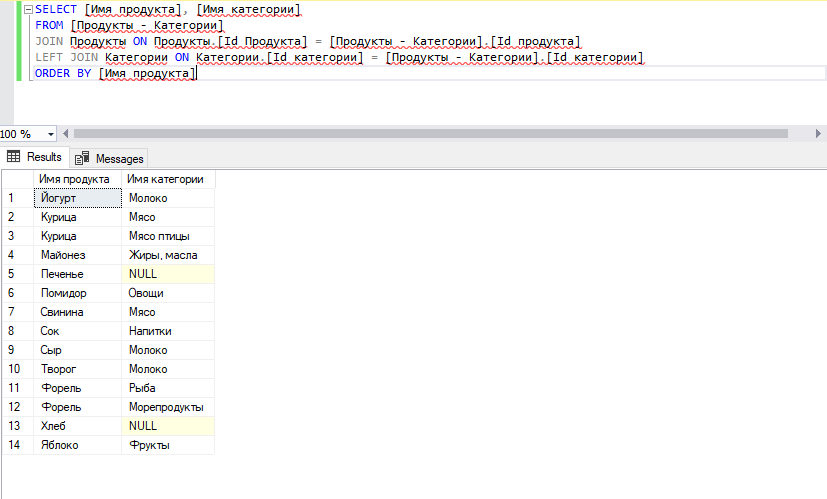 SELECT [Имя продукта], [Имя категории]
FROM [Продукты - Категории]
JOIN Продукты ON Продукты.[Id Продукта] = [Продукты - Категории].[Id продукта]
LEFT JOIN Категории ON Категории.[Id категории] = [Продукты - Категории].[Id категории]
ORDER BY [Имя продукта]
100 %
Results Messages
Имя продукта Имя категории
1 Йогурт Молоко
2 Курица Мясо
3 Курица Мясо птицы
4 Майонез Жиры, масла
5 Печенье NULL
6 Помидор Овощи
7 Свинина Мясо
8 Сок Напитки
9 Сыр Молоко
10 Творог Молоко
11 Форель Рыба
12 Форель Морепродукты
13 Хлеб NULL
14 Яблоко Фрукты